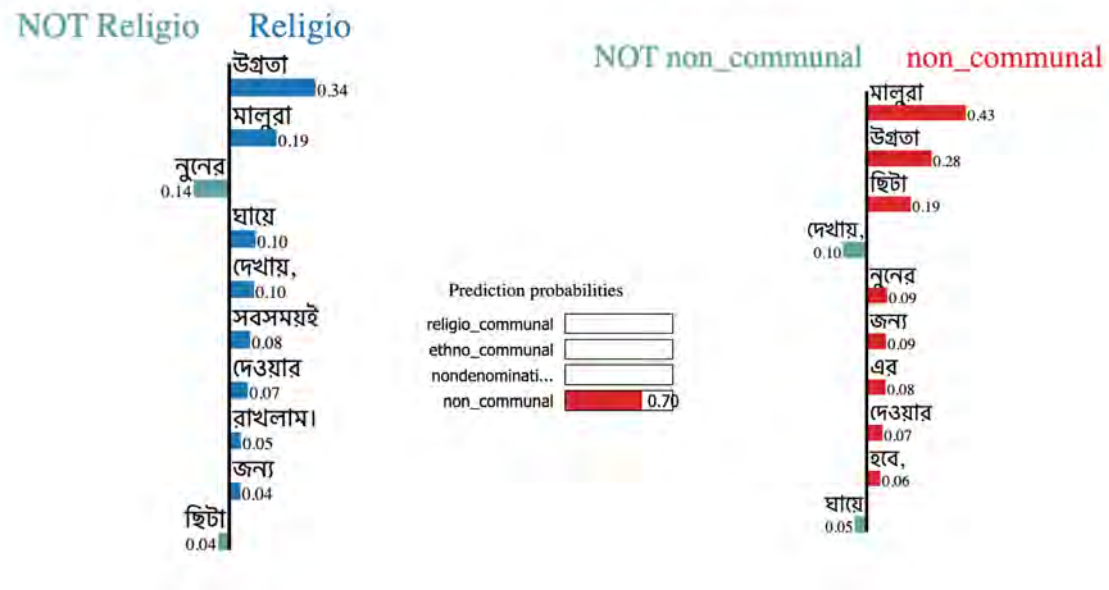 NOT Religio Religio
উগ্রতা
0.34
মালুরা
0.19
নুনের
0.14
ঘায়ে
0.10
দেখায়,
0.10
সবসময়ই
0.08
দেওয়ার
0.07
রাখলাম।
0.05
জন্য
0.04
ছিটা
0.04
Prediction probabilities
religio_communal
ethno_communal
nondenominati...
non_communal 0.70
NOT non_communal non_communal
মালুরা
0.43
উগ্রতা
0.28
ছিটা
0.19
দেখায়,
0.10
নুনের
0.09
জন্য
0.09
এর
0.08
দেওয়ার
0.07
হবে,
0.06
ঘায়ে
0.05